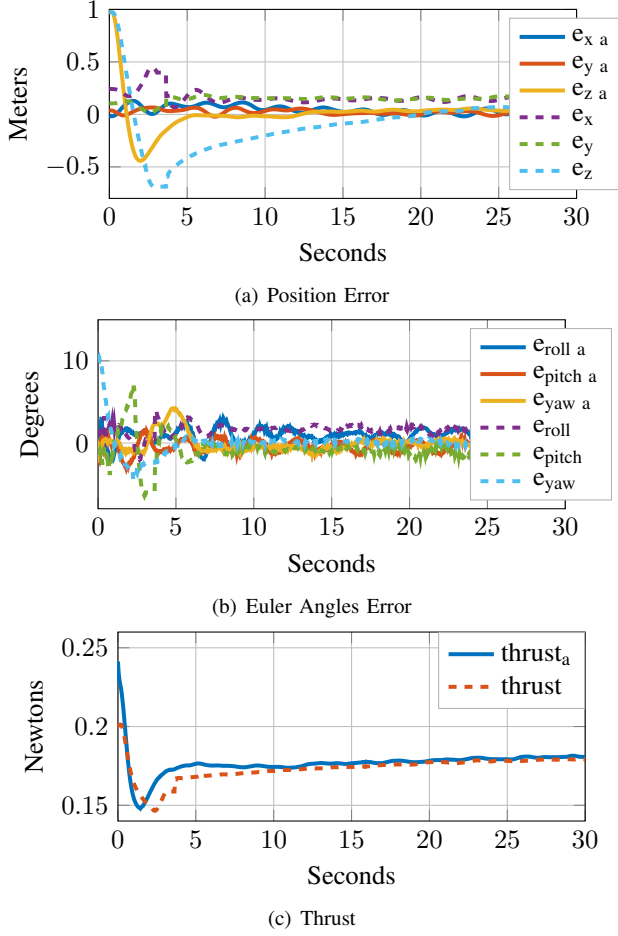 1
0.5
0
−0.5
0
5
10
15
20
25
30
Meters
Seconds
e_x a
e_y a
e_z a
e_x
e_y
e_z
(a) Position Error
10
0
0
5
10
15
20
25
30
Degrees
Seconds
e_roll a
e_pitch a
e_yaw a
e_roll
e_pitch
e_yaw
(b) Euler Angles Error
0.25
0.2
0.15
0
5
10
15
20
25
30
Newtons
Seconds
thrust_a
thrust
(c) Thrust